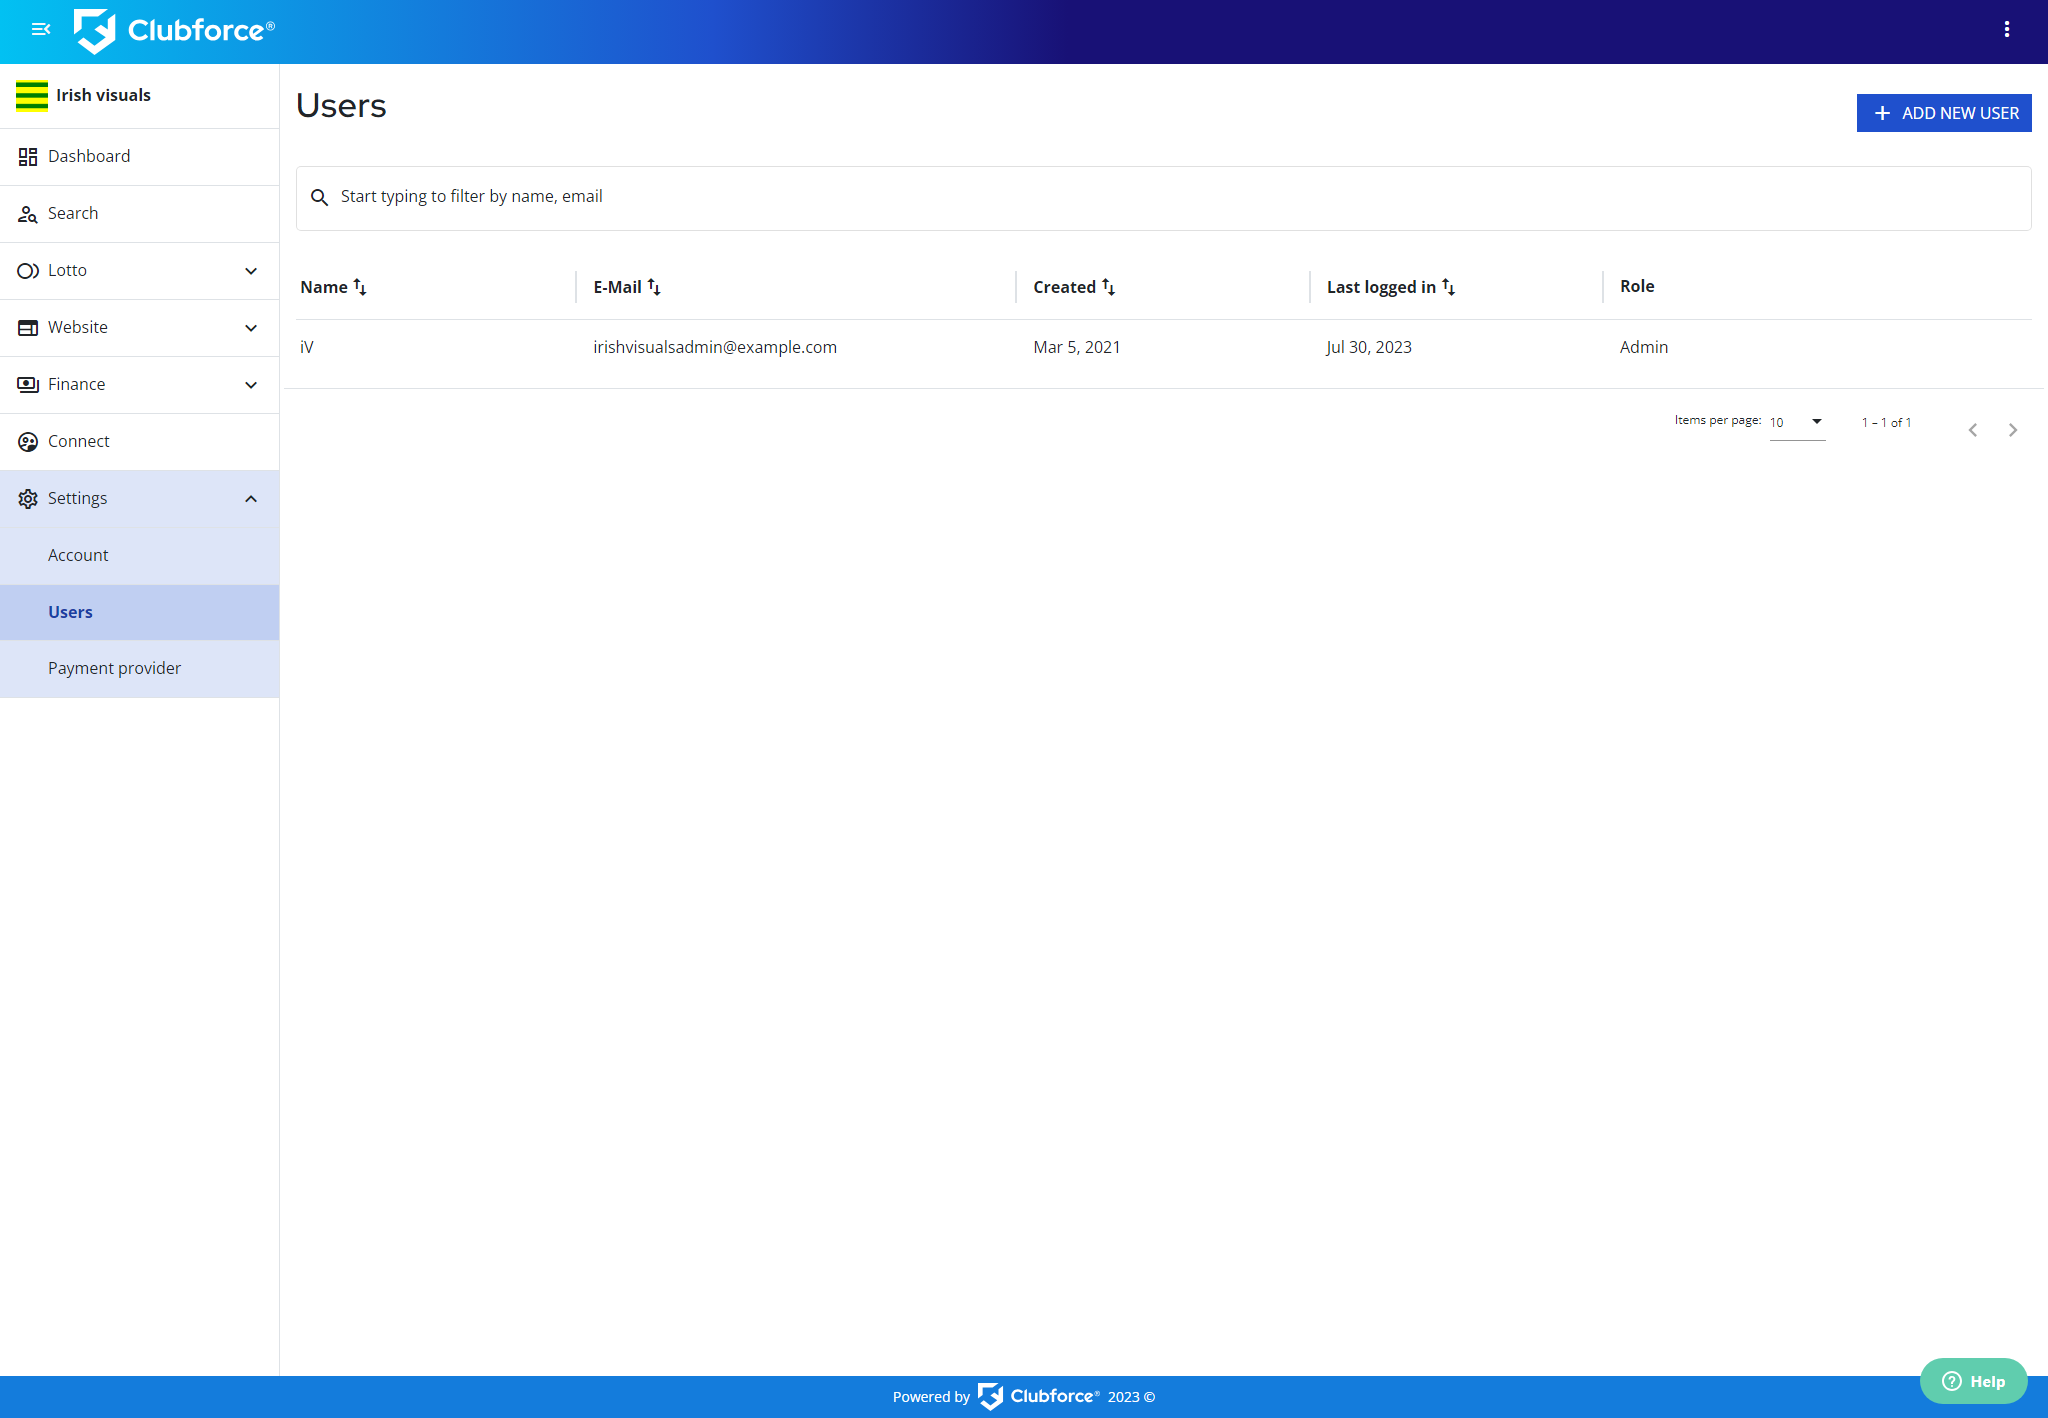 Clubforce®
Irish visuals
Dashboard
Search
Lotto
Website
Finance
Connect
Settings
Account
Users
Payment provider
Users
ADD NEW USER
Start typing to filter by name, email
Name E-Mail Created Last logged in Role
iV irishvisualsadmin@example.com Mar 5, 2021 Jul 30, 2023 Admin
Items per page: 10 1 – 1 of 1
Powered by Clubforce® 2023 ©
Help